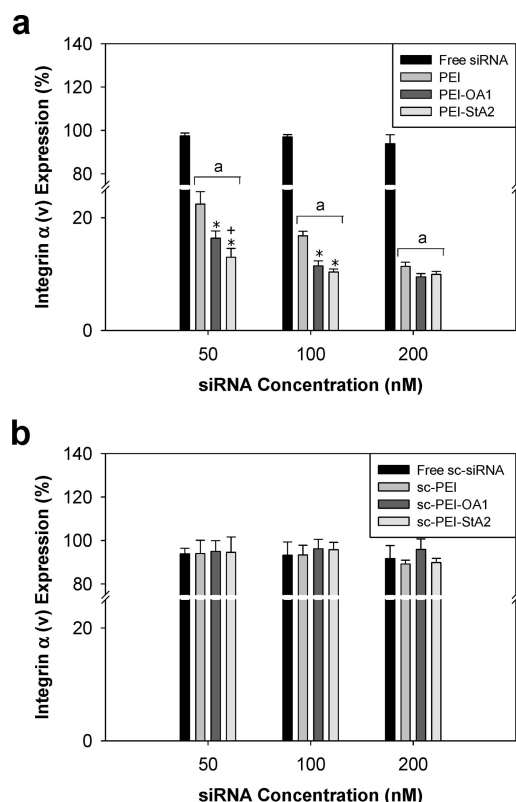 a
140
120
100
80
20
0
Integrin α (v) Expression (%)
Free siRNA
PEI
PEI-OA1
PEI-StA2
a
a
a
*
+
*
*
*
50 100 200
siRNA Concentration (nM)
b
140
120
100
80
20
0
Integrin α (v) Expression (%)
Free sc-siRNA
sc-PEI
sc-PEI-OA1
sc-PEI-StA2
50 100 200
siRNA Concentration (nM)